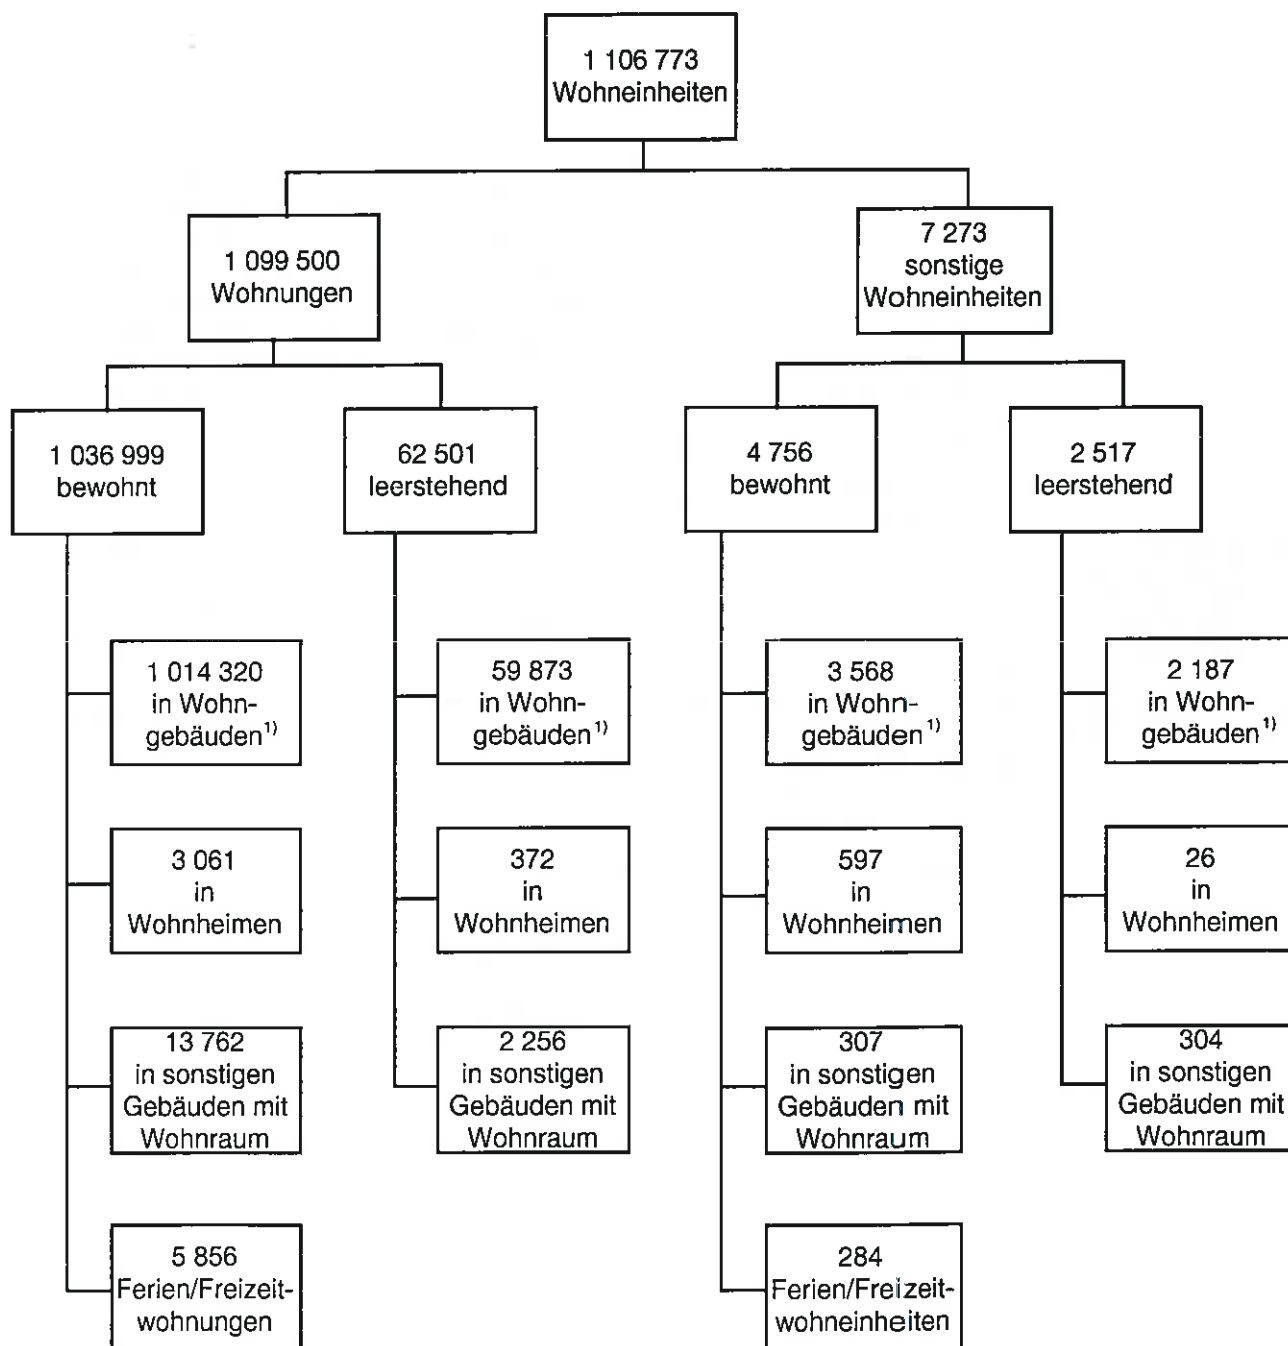 1 106 773
Wohneinheiten
1 099 500
Wohnungen
7 273
sonstige
Wohneinheiten
1 036 999
bewohnt
62 501
leerstehend
4 756
bewohnt
2 517
leerstehend
1 014 320
in Wohn-
gebäuden¹⁾
59 873
in Wohn-
gebäuden¹⁾
3 568
in Wohn-
gebäuden¹⁾
2 187
in Wohn-
gebäuden¹⁾
3 061
in
Wohnheimen
372
in
Wohnheimen
597
in
Wohnheimen
26
in
Wohnheimen
13 762
in sonstigen
Gebäuden mit
Wohnraum
2 256
in sonstigen
Gebäuden mit
Wohnraum
307
in sonstigen
Gebäuden mit
Wohnraum
304
in sonstigen
Gebäuden mit
Wohnraum
5 856
Ferien/Freizeit-
wohnungen
284
Ferien/Freizeit-
wohneinheiten